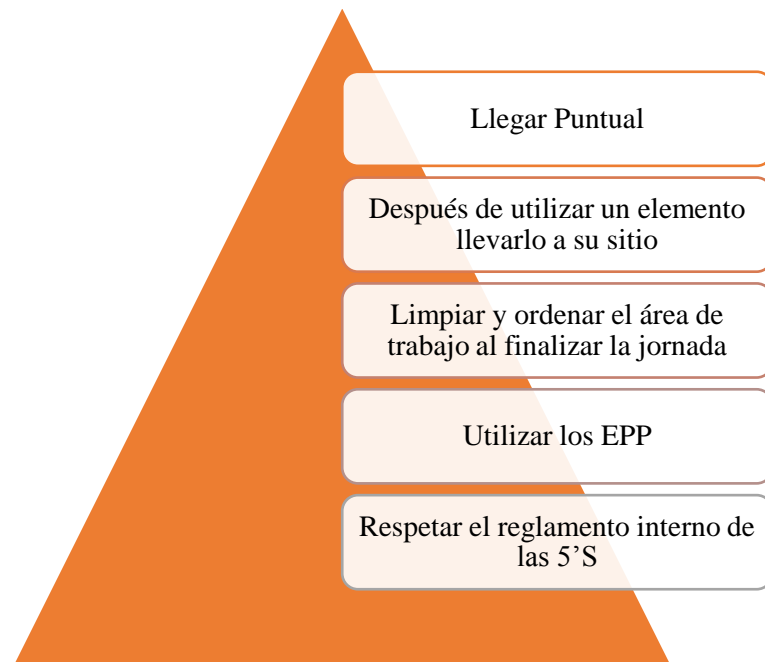 Llegar Puntual
Después de utilizar un elemento
llevarlo a su sitio
Limpiar y ordenar el área de
trabajo al finalizar la jornada
Utilizar los EPP
Respetar el reglamento interno de
las 5’S